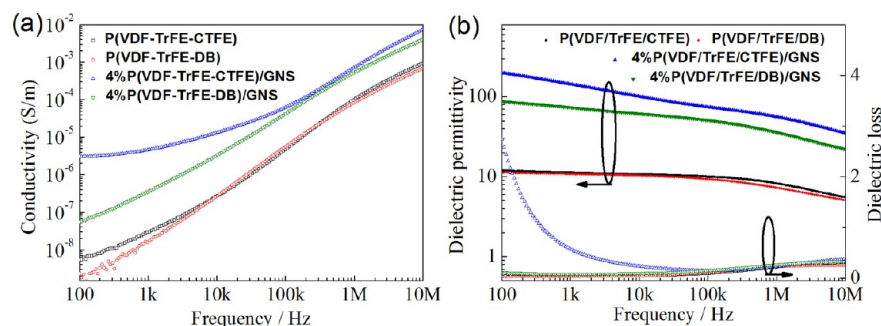 (a)
10^-2
10^-3
10^-4
10^-5
10^-6
10^-7
10^-8
Conductivity (S/m)
P(VDF-TrFE-CTFE)
P(VDF-TrFE-DB)
4%P(VDF-TrFE-CTFE)/GNS
4%P(VDF-TrFE-DB)/GNS
100 1k 10k 100k 1M 10M
Frequency / Hz
(b)
P(VDF/TrFE/CTFE) P(VDF/TrFE/DB)
4%P(VDF/TrFE/CTFE)/GNS
4%P(VDF/TrFE/DB)/GNS
Dielectric permittivity
100
10
1
4
3
2
1
0
Dielectric loss
100 1k 10k 100k 1M 10M
Frequency / Hz